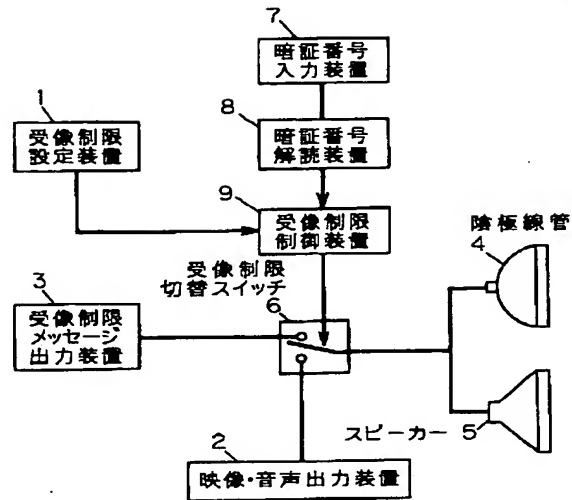 7
暗証番号
入力装置
1
受像制限
設定装置
8
暗証番号
解読装置
9
受像制限
制御装置
陰極線管
4
受像制限
切替スイッチ
3
受像制限
メッセージ
出力装置
6
スピーカー 5
2
映像・音声出力装置